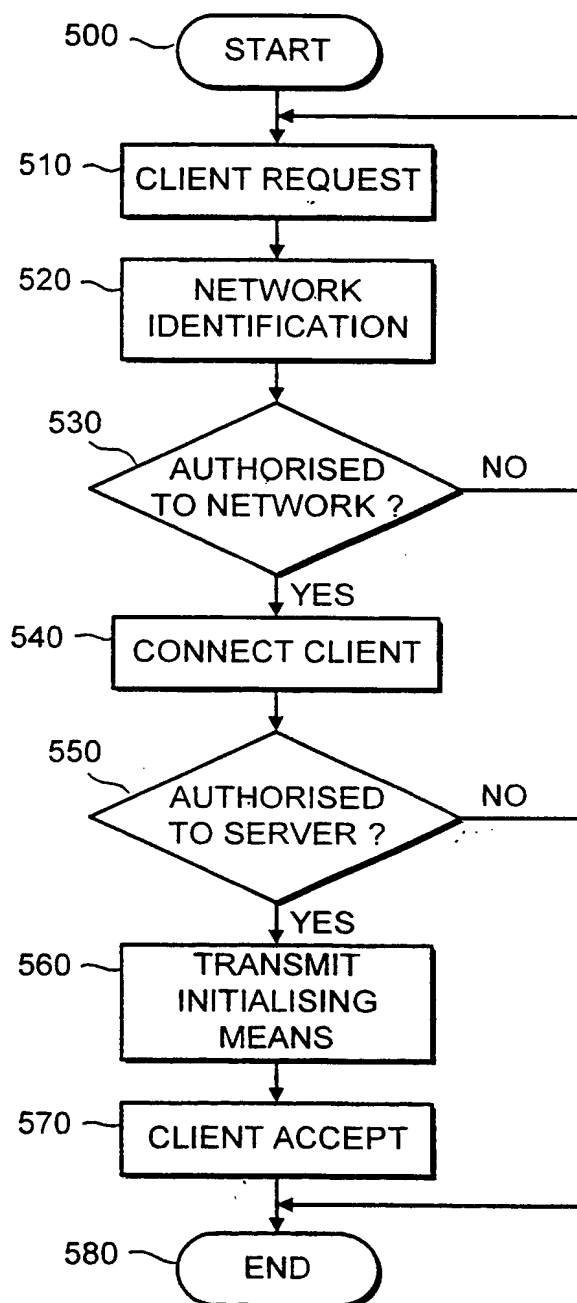 500
START
510
CLIENT REQUEST
520
NETWORK
IDENTIFICATION
530
AUTHORISED
TO NETWORK ?
NO
YES
540
CONNECT CLIENT
550
AUTHORISED
TO SERVER ?
NO
YES
560
TRANSMIT
INITIALISING
MEANS
570
CLIENT ACCEPT
580
END